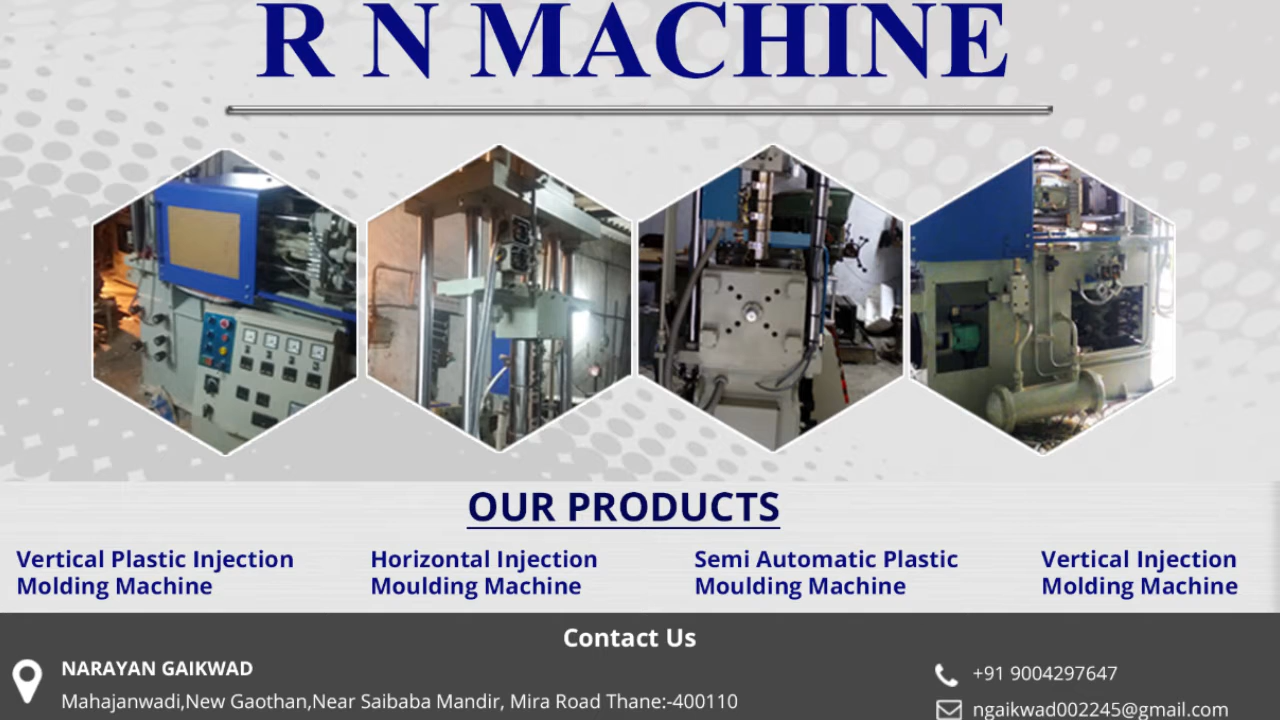 R N MACHINE
OUR PRODUCTS
Vertical Plastic Injection
Molding Machine
Horizontal Injection
Moulding Machine
Semi Automatic Plastic
Moulding Machine
Vertical Injection
Molding Machine
Contact Us
NARAYAN GAIKWAD
Mahajanwadi,New Gaothan,Near Saibaba Mandir, Mira Road Thane:-400110
+91 9004297647
ngaikwad002245@gmail.com